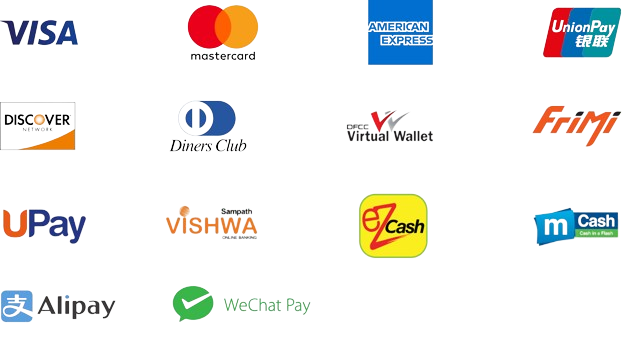 VISA
mastercard
AMERICAN
EXPRESS
UnionPay
银联
DISCOVER
NETWORK
Diners Club
DFCC
Virtual Wallet
FriMi
UPay
Sampath
VISHWA
ONLINE BANKING
eZ
Cash
m
Cash
Cash in a Flash
支
Alipay
WeChat Pay